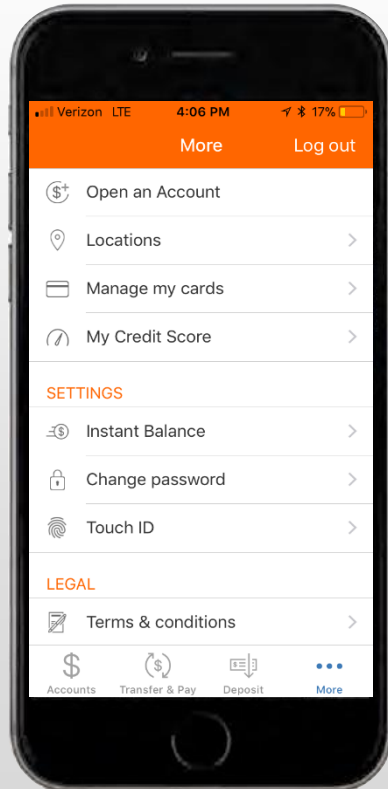 Verizon LTE 4:06 PM 17%
More Log out
Open an Account
Locations
Manage my cards
My Credit Score
SETTINGS
Instant Balance
Change password
Touch ID
LEGAL
Terms & conditions
Accounts Transfer & Pay Deposit More